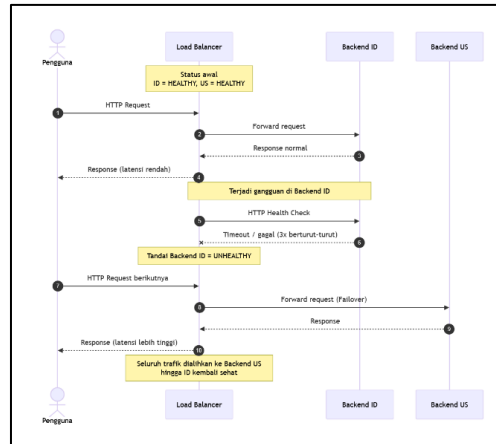 Pengguna
Load Balancer
Backend ID
Backend US
Status awal
ID = HEALTHY, US = HEALTHY
1
HTTP Request
2
Forward request
Response normal
3
Response (latensi rendah)
4
Terjadi gangguan di Backend ID
5
HTTP Health Check
Timeout / gagal (3x berturut-turut)
6
Tandai Backend ID = UNHEALTHY
7
HTTP Request berikutnya
8
Forward request (Failover)
Response
9
Response (latensi lebih tinggi)
10
Seluruh trafik dialihkan ke Backend US
hingga ID kembali sehat
Pengguna
Load Balancer
Backend ID
Backend US